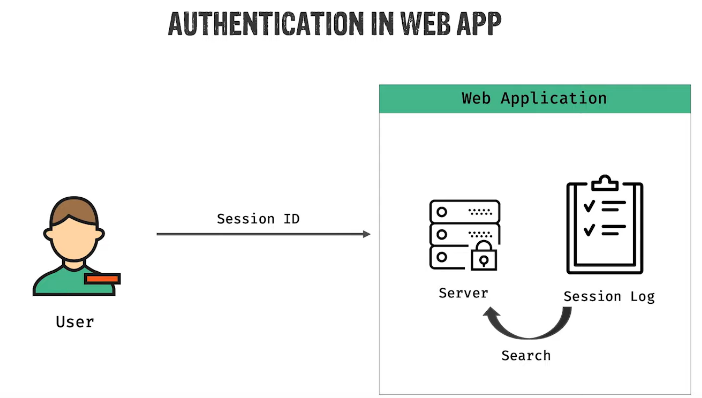 AUTHENTICATION IN WEB APP
Web Application
Session ID
Server
Session Log
User
Search